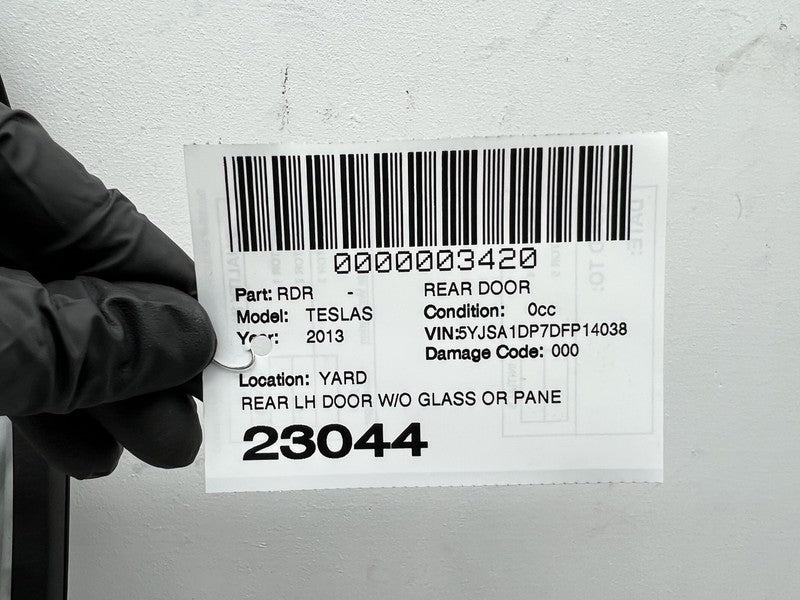 0000003420
Part: RDR - REAR DOOR
Model: TESLAS Condition: 0cc
Year: 2013 VIN:5YJSA1DP7DFP14038
Damage Code: 000
Location: YARD
REAR LH DOOR W/O GLASS OR PANE
23044
DATE: